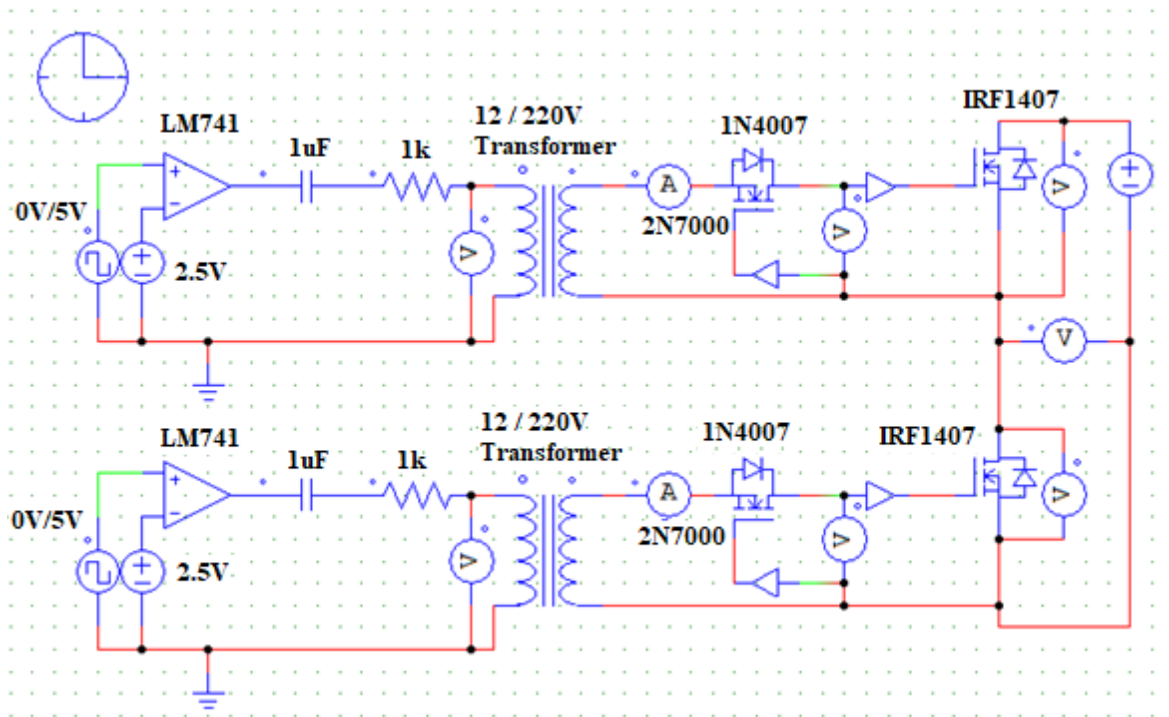 IRF1407
12 / 220V
Transformer
1N4007
LM741
1uF
1k
A
V
2N7000
V
V
0V/5V
2.5V
V
12 / 220V
Transformer
1N4007
IRF1407
LM741
1uF
1k
A
V
2N7000
V
V
0V/5V
2.5V